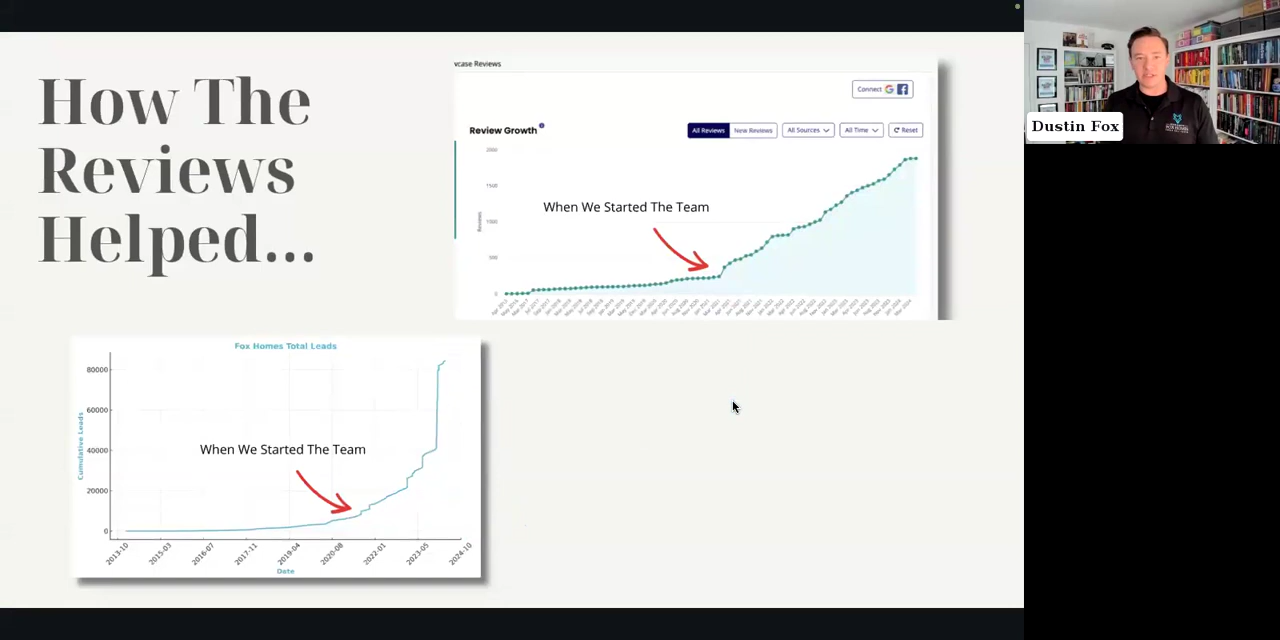 How The
Reviews
Helped...
wcase Reviews
Connect
Review Growth
All Reviews
New Reviews
All Sources
All Time
Reset
2000
1500
1000
500
0
Reviews
When We Started The Team
Fox Homes Total Leads
80000
60000
40000
20000
0
Cumulative Leads
When We Started The Team
2013-10
2015-03
2016-07
2017-11
2019-04
2020-08
2022-01
2023-05
2024-10
Date
Dustin Fox